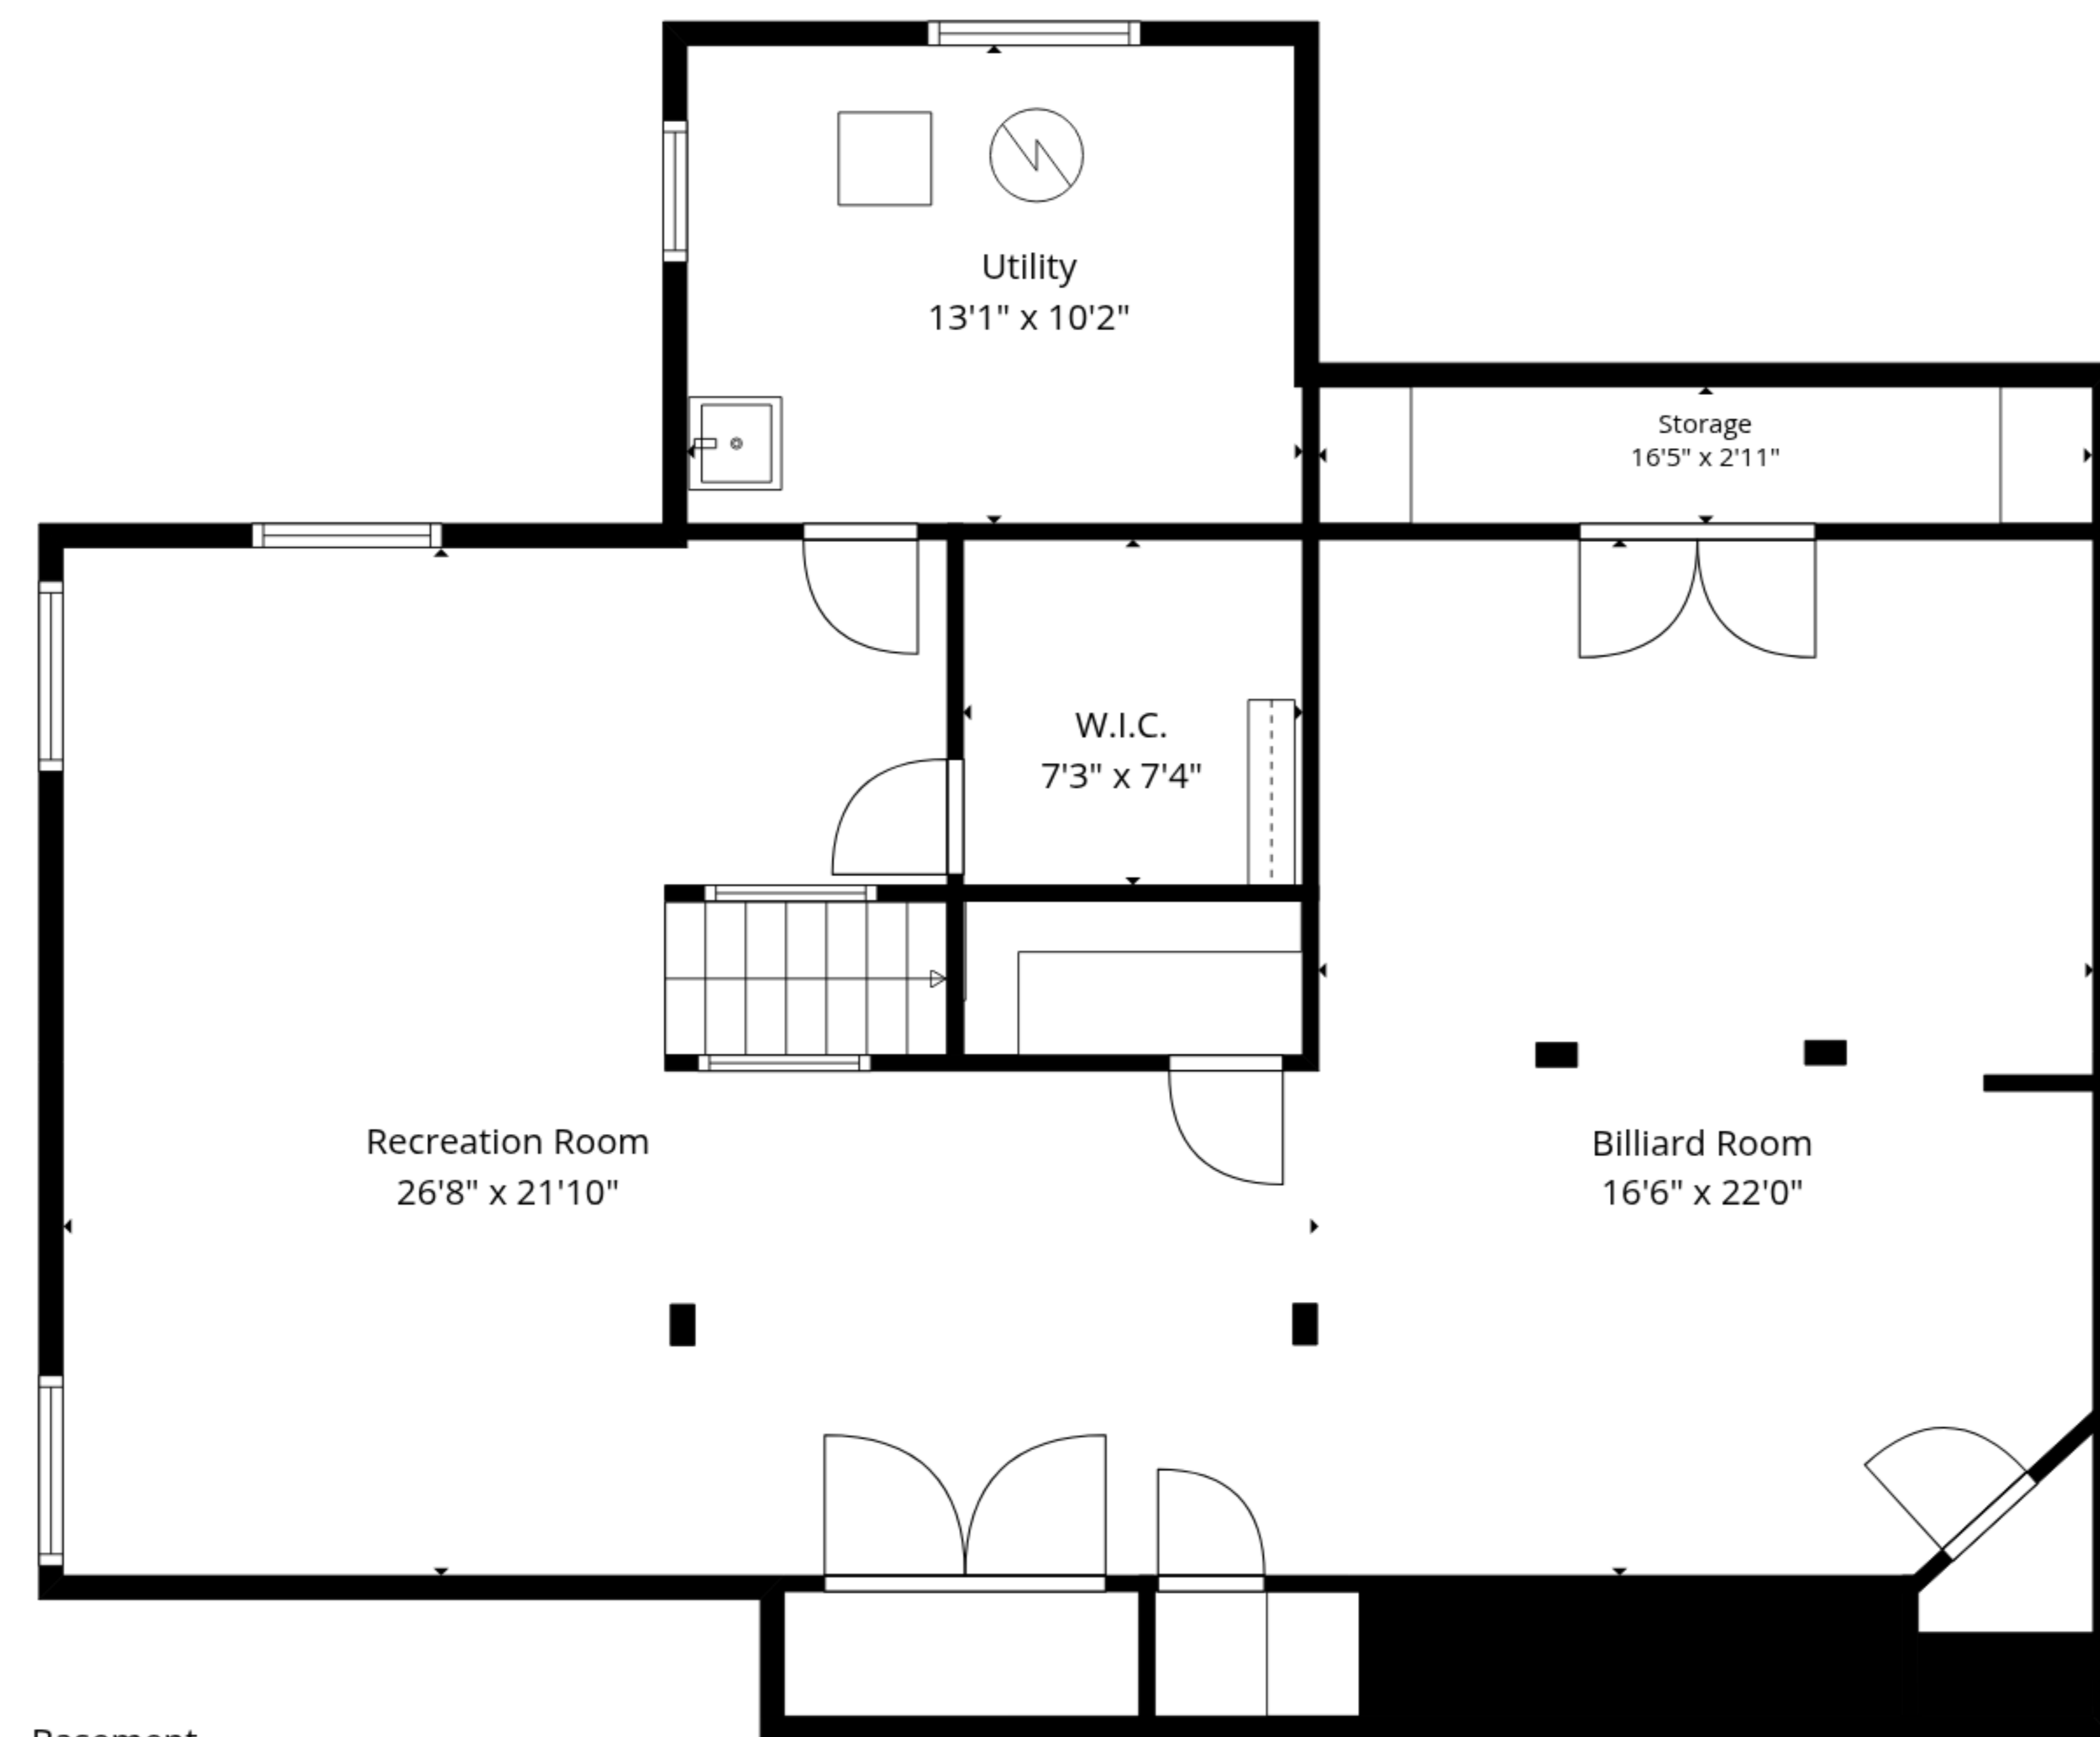 Utility
13'1" x 10'2"
Storage
16'5" x 2'11"
W.I.C.
7'3" x 7'4"
Recreation Room
26'8" x 21'10"
Billiard Room
16'6" x 22'0"
Basement